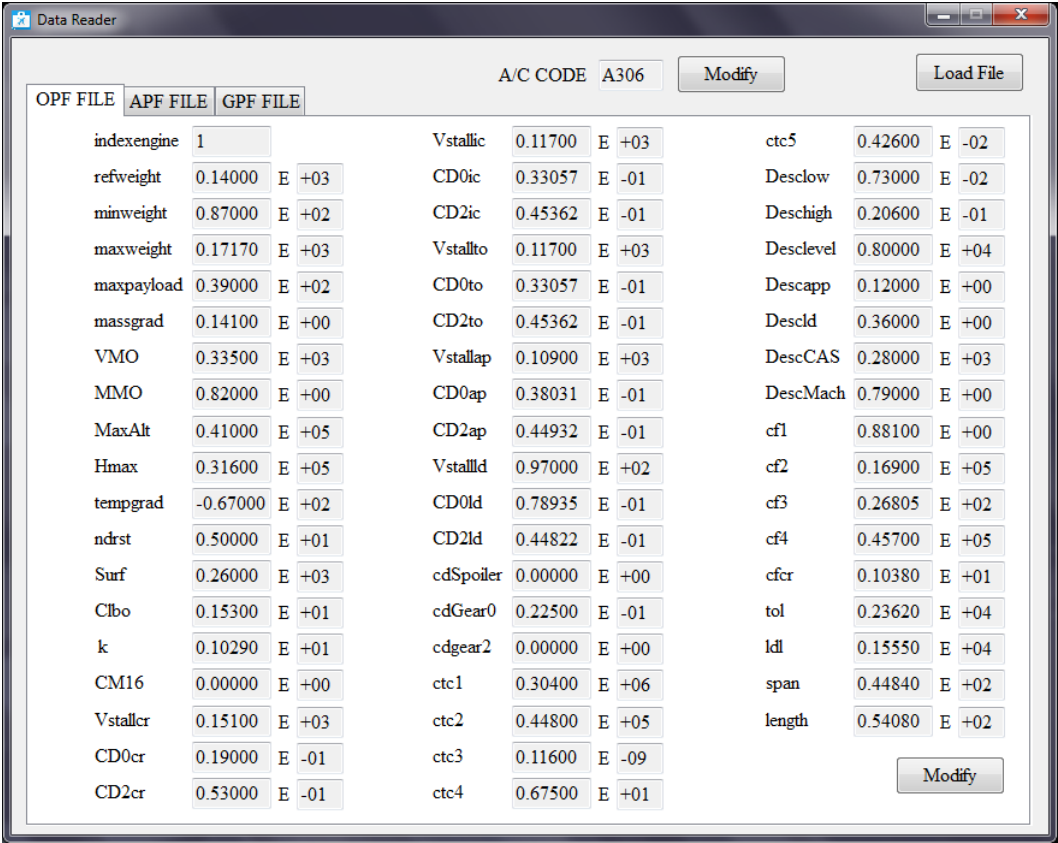 Data Reader
A/C CODE A306 Modify Load File
OPF FILE APF FILE GPF FILE
indexengine 1 Vstallic 0.11700 E +03 ctc5 0.42600 E -02
refweight 0.14000 E +03 CD0ic 0.33057 E -01 Desclow 0.73000 E -02
minweight 0.87000 E +02 CD2ic 0.45362 E -01 Deschigh 0.20600 E -01
maxweight 0.17170 E +03 Vstallto 0.11700 E +03 Desclevel 0.80000 E +04
maxpayload 0.39000 E +02 CD0to 0.33057 E -01 Descapp 0.12000 E +00
massgrad 0.14100 E +00 CD2to 0.45362 E -01 Descld 0.36000 E +00
VMO 0.33500 E +03 Vstallap 0.10900 E +03 DescCAS 0.28000 E +03
MMO 0.82000 E +00 CD0ap 0.38031 E -01 DescMach 0.79000 E +00
MaxAlt 0.41000 E +05 CD2ap 0.44932 E -01 cf1 0.88100 E +00
Hmax 0.31600 E +05 Vstallld 0.97000 E +02 cf2 0.16900 E +05
tempgrad -0.67000 E +02 CD0ld 0.78935 E -01 cf3 0.26805 E +02
ndrst 0.50000 E +01 CD2ld 0.44822 E -01 cf4 0.45700 E +05
Surf 0.26000 E +03 cdSpoiler 0.00000 E +00 cfcr 0.10380 E +01
Clbo 0.15300 E +01 cdGear0 0.22500 E -01 tol 0.23620 E +04
k 0.10290 E +01 cdgear2 0.00000 E +00 ldl 0.15550 E +04
CM16 0.00000 E +00 ctc1 0.30400 E +06 span 0.44840 E +02
Vstallcr 0.15100 E +03 ctc2 0.44800 E +05 length 0.54080 E +02
CD0cr 0.19000 E -01 ctc3 0.11600 E -09
CD2cr 0.53000 E -01 ctc4 0.67500 E +01
Modify